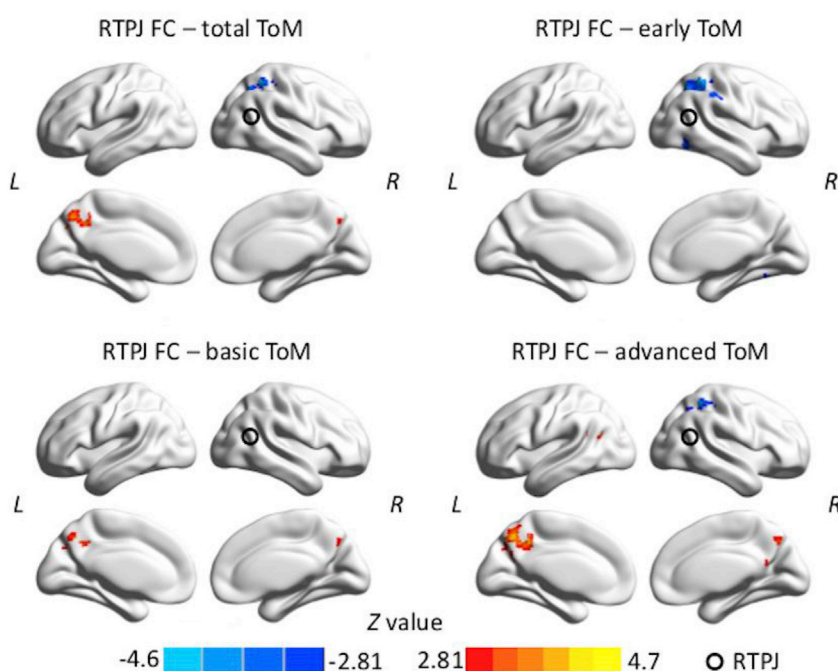 RTPJ FC – total ToM
RTPJ FC – early ToM
L
R
L
R
RTPJ FC – basic ToM
RTPJ FC – advanced ToM
L
R
L
R
Z value
-4.6
-2.81
2.81
4.7
RTPJ